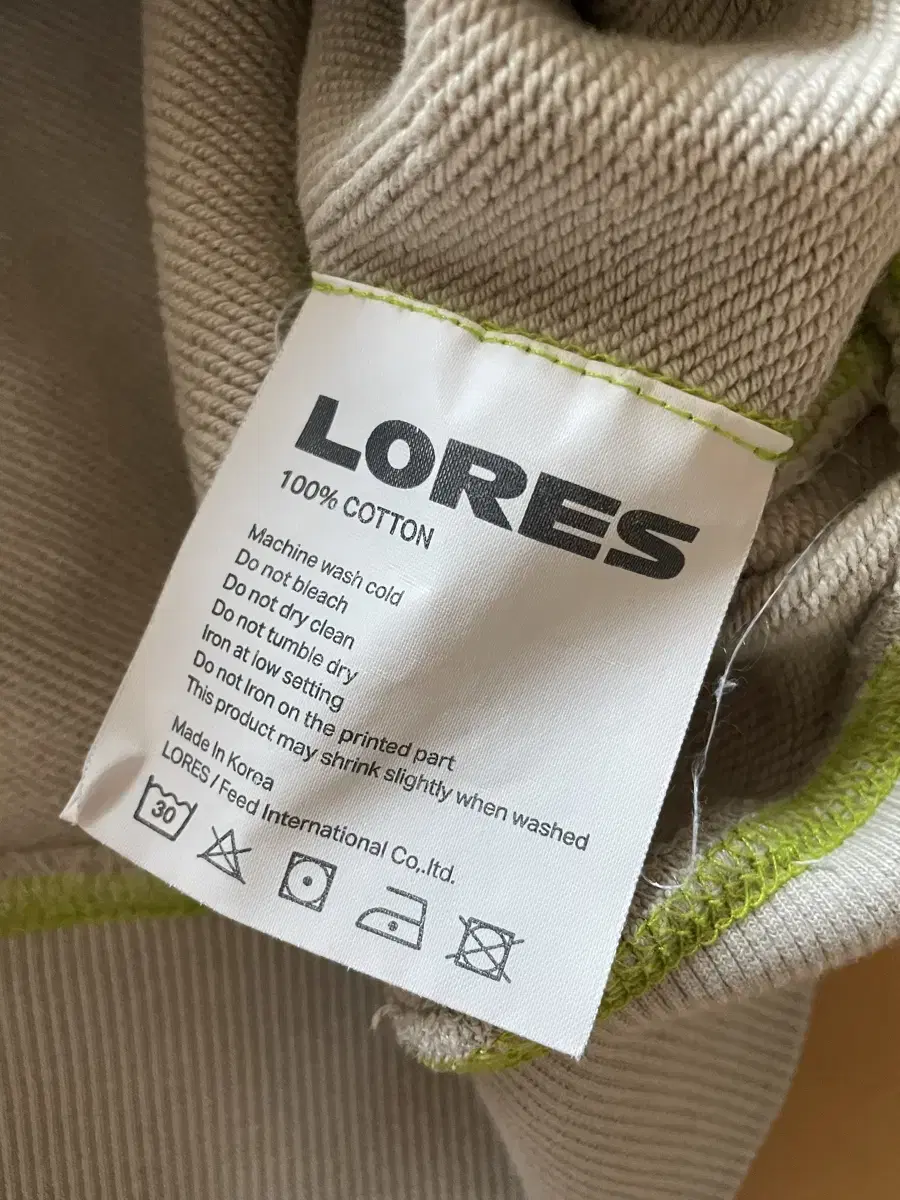 LORES
100% COTTON
Machine wash cold
Do not bleach
Do not dry clean
Do not tumble dry
Iron at low setting
Do not Iron on the printed part
This product may shrink slightly when washed
Made In Korea
LORES / Feed International Co,.ltd.
30